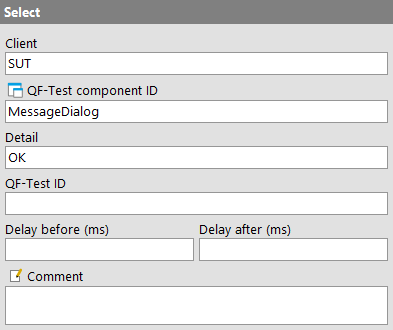 Select
Client
SUT
QF-Test component ID
MessageDialog
Detail
OK
QF-Test ID
Delay before (ms) Delay after (ms)
Comment